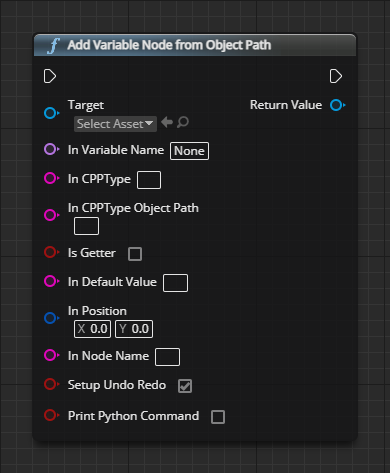 f Add Variable Node from Object Path
Target Return Value
Select Asset
In Variable Name None
In CPPType
In CPPType Object Path
Is Getter
In Default Value
In Position
X 0.0 Y 0.0
In Node Name
Setup Undo Redo
Print Python Command